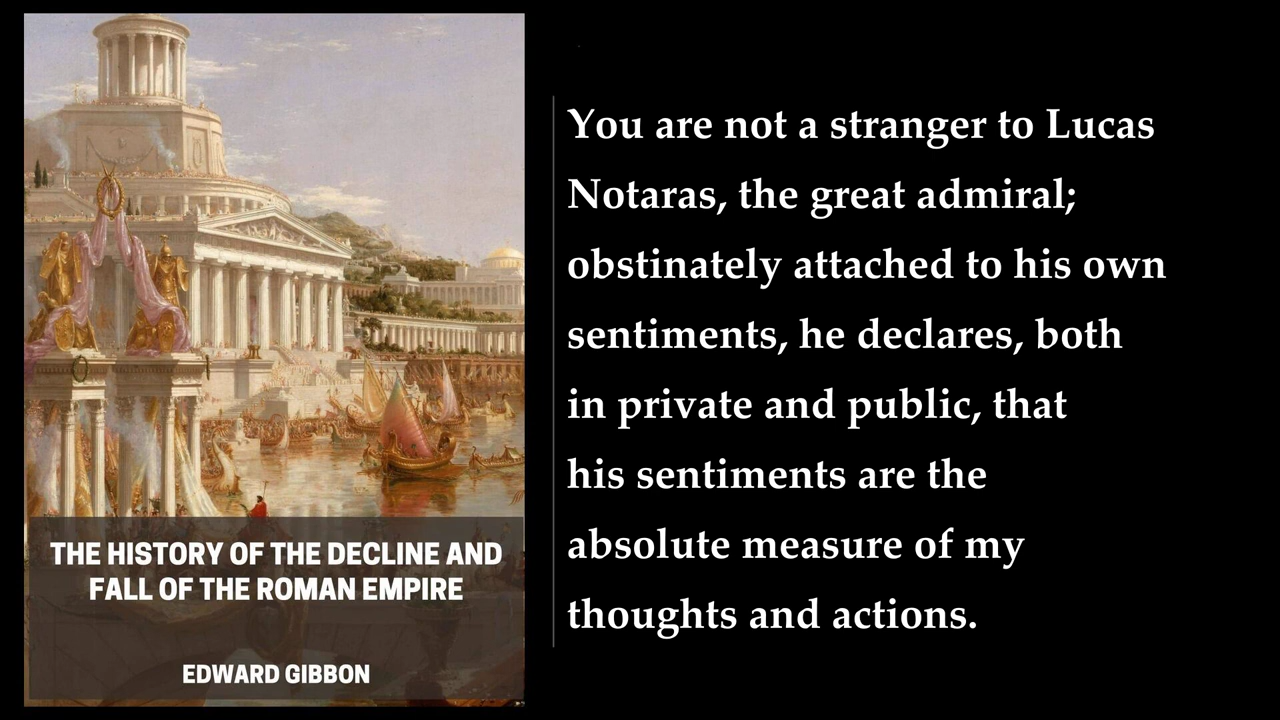 THE HISTORY OF THE DECLINE AND
FALL OF THE ROMAN EMPIRE
EDWARD GIBBON
You are not a stranger to Lucas
Notaras, the great admiral;
obstinately attached to his own
sentiments, he declares, both
in private and public, that
his sentiments are the
absolute measure of my
thoughts and actions.